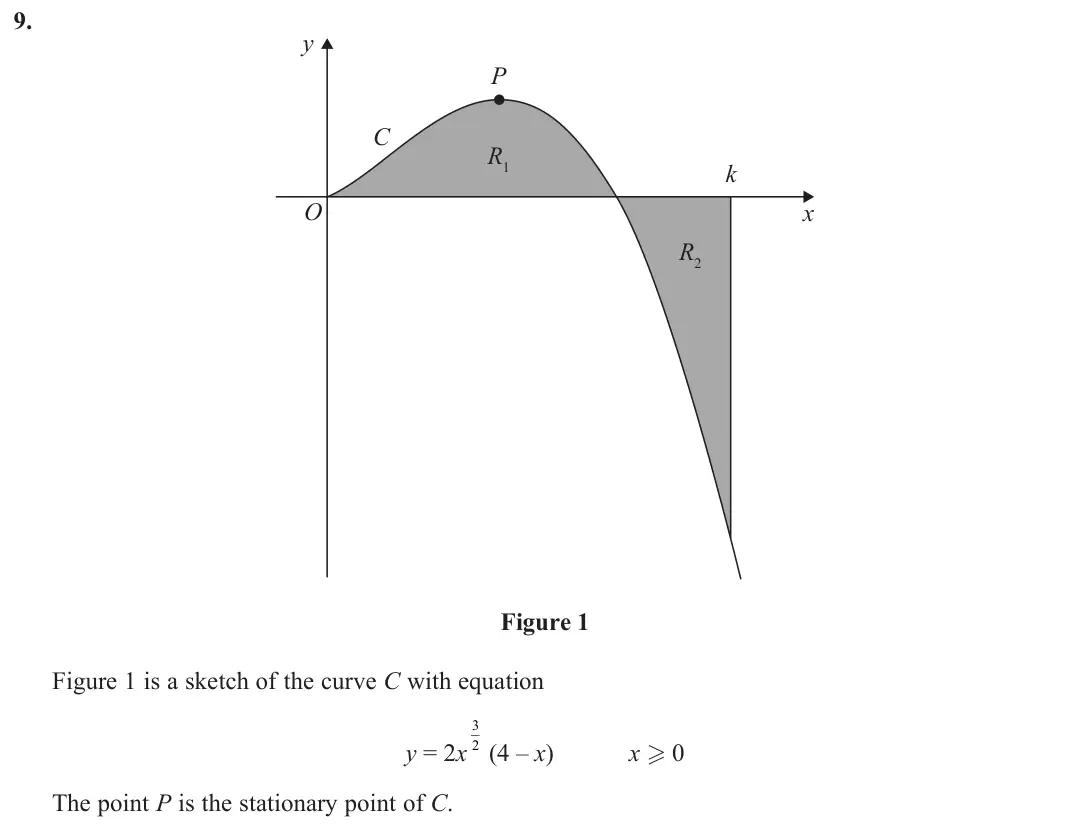 9.
y
P
C
R₁
k
O
x
R₂
Figure 1
Figure 1 is a sketch of the curve C with equation
y = 2x^{3/2} (4 – x)    x ⩾ 0
The point P is the stationary point of C.